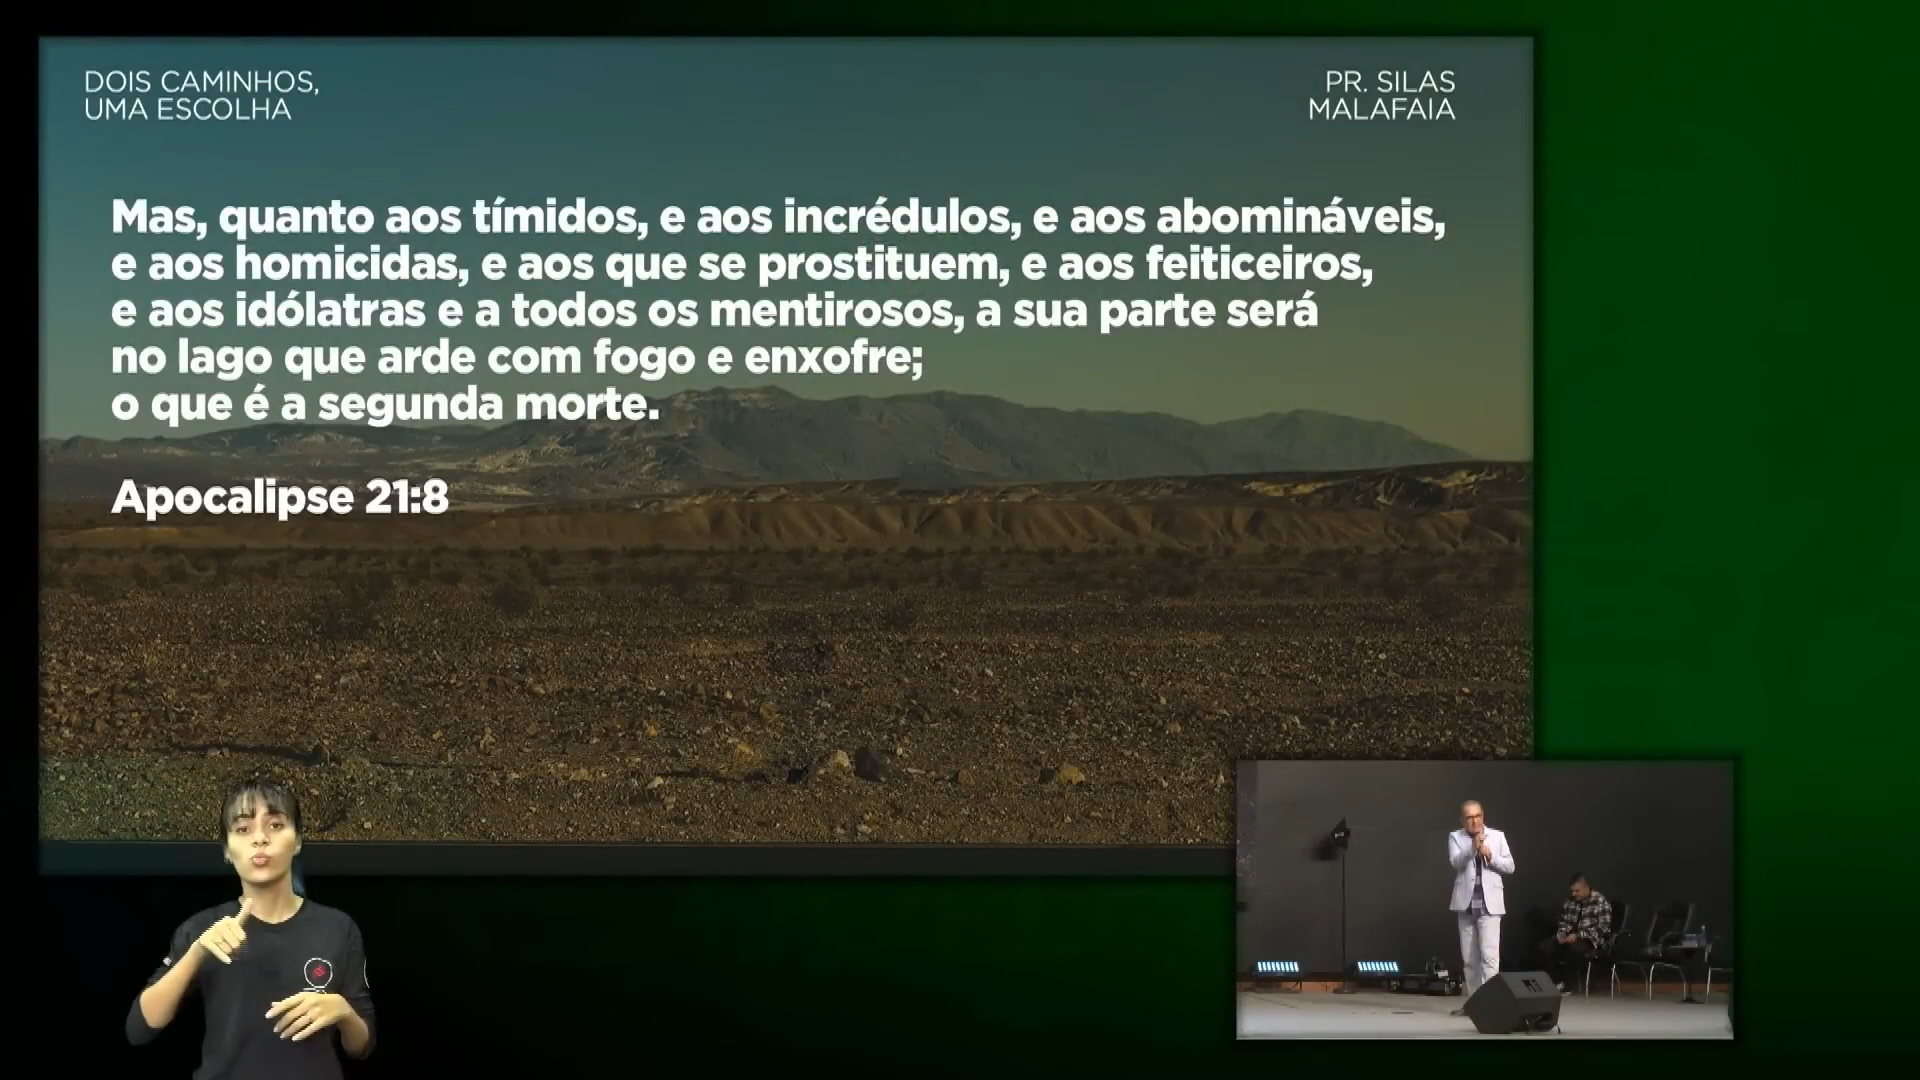 DOIS CAMINHOS,
UMA ESCOLHA
PR. SILAS
MALAFAIA
Mas, quanto aos tímidos, e aos incrédulos, e aos abomináveis,
e aos homicidas, e aos que se prostituem, e aos feiticeiros,
e aos idólatras e a todos os mentirosos, a sua parte será
no lago que arde com fogo e enxofre;
o que é a segunda morte.
Apocalipse 21:8